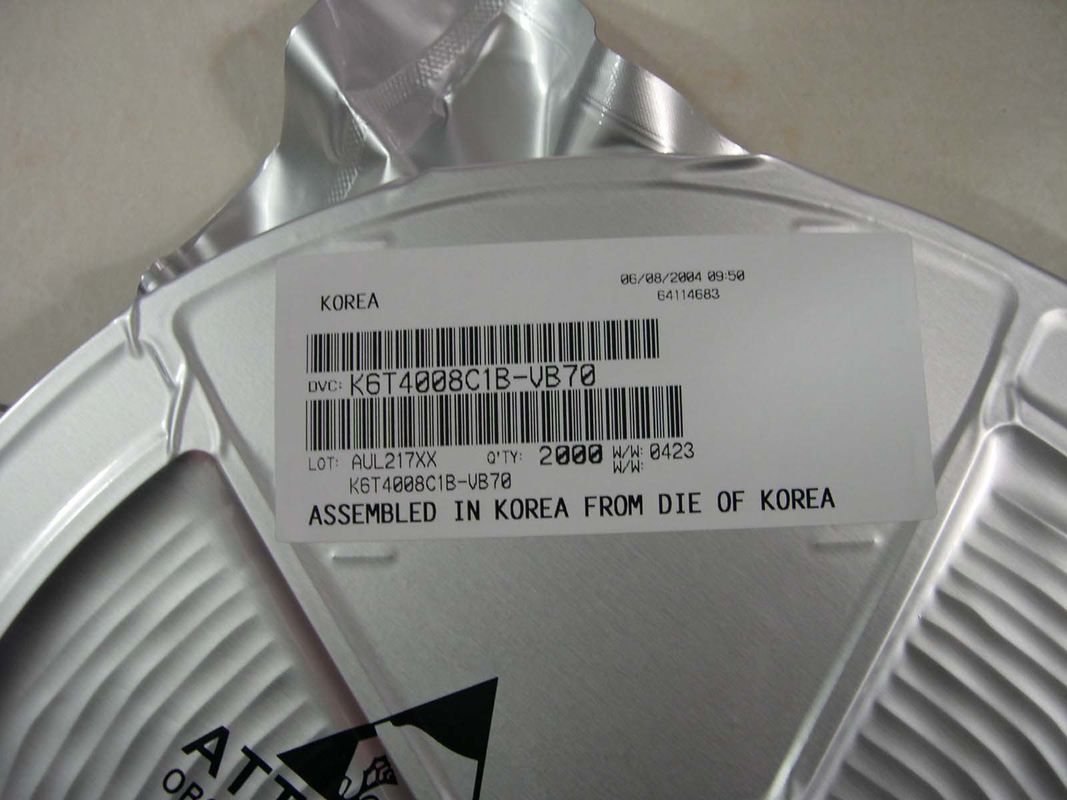 KOREA
06/08/2004 09:50
64114683
DVC: K6T4008C1B-VB70
LOT: AUL217XX Q'TY: 2000 W/W: 0423
W/W:
K6T4008C1B-VB70
ASSEMBLED IN KOREA FROM DIE OF KOREA